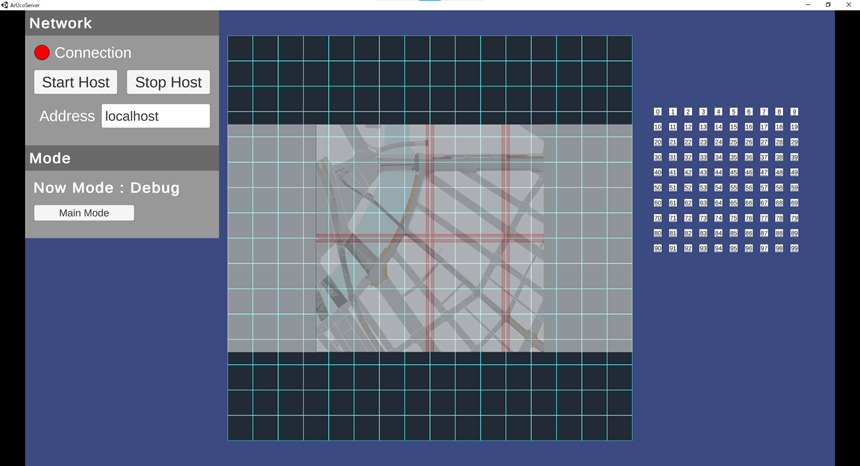 ArUcoServer
Network
Connection
Start Host Stop Host
Address localhost
Mode
Now Mode : Debug
Main Mode
0 1 2 3 4 5 6 7 8 9
10 11 12 13 14 15 16 17 18 19
20 21 22 23 24 25 26 27 28 29
30 31 32 33 34 35 36 37 38 39
40 41 42 43 44 45 46 47 48 49
50 51 52 53 54 55 56 57 58 59
60 61 62 63 64 65 66 67 68 69
70 71 72 73 74 75 76 77 78 79
80 81 82 83 84 85 86 87 88 89
90 91 92 93 94 95 96 97 98 99